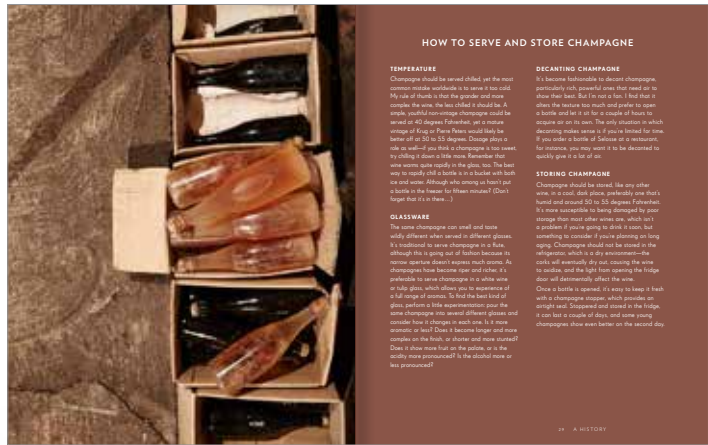 HOW TO SERVE AND STORE CHAMPAGNE
TEMPERATURE
Champagne should be served chilled, yet the most
common mistake worldwide is to serve it too cold.
My rule of thumb is that the grander and more
complex the wine, the less chilled it should be. A
simple, youthful non-vintage champagne could be
served at 40 degrees Fahrenheit, yet a mature
vintage of Krug or Pierre Peters would likely be
better off at 50 to 55 degrees. Dosage plays a
role as well—if you think a champagne is too sweet,
try chilling it down a little more. Remember that
wine warms quite rapidly in the glass, too. The best
way to rapidly chill a bottle is in a bucket with both
ice and water. Although who among us hasn't put
a bottle in the freezer for fifteen minutes? (Don't
forget that it's in there....)
GLASSWARE
The same champagne can smell and taste
wildly different when served in different glasses.
It's traditional to serve champagne in a flute,
although this is going out of fashion because its
narrow aperture doesn't express much aroma. As
champagnes have become riper and richer, it's
preferable to serve champagne in a white wine
or tulip glass, which allows you to experience of
a full range of aromas. To find the best kind of
glass, perform a little experimentation: pour the
same champagne into several different glasses and
consider how it changes in each one. Is it more
aromatic or less? Does it become longer and more
complex on the finish, or shorter and more stunted?
Does it show more fruit on the palate, or is the
acidity more pronounced? Is the alcohol more or
less pronounced?
DECANTING CHAMPAGNE
It's become fashionable to decant champagne,
particularly rich, powerful ones that need air to
show their best. But I'm not a fan. I find that it
alters the texture too much and prefer to open
a bottle and let it sit for a couple of hours to
acquire air on its own. The only situation in which
decanting makes sense is if you're limited for time.
If you order a bottle of Selosse at a restaurant,
for instance, you may want it to be decanted to
quickly give it a lot of air.
STORING CHAMPAGNE
Champagne should be stored, like any other
wine, in a cool, dark place, preferably one that's
humid and around 50 to 55 degrees Fahrenheit.
It's more susceptible to being damaged by poor
storage than most other wines are, which isn't
a problem if you're going to drink it soon, but
something to consider if you're planning on long
aging. Champagne should not be stored in the
refrigerator, which is a dry environment—the
corks will eventually dry out, causing the wine
to oxidize, and the light from opening the fridge
door will detrimentally affect the wine.
Once a bottle is opened, it's easy to keep it fresh
with a champagne stopper, which provides an
airtight seal. Stoppered and stored in the fridge,
it can last a couple of days, and some young
champagnes show even better on the second day.
29 A HISTORY